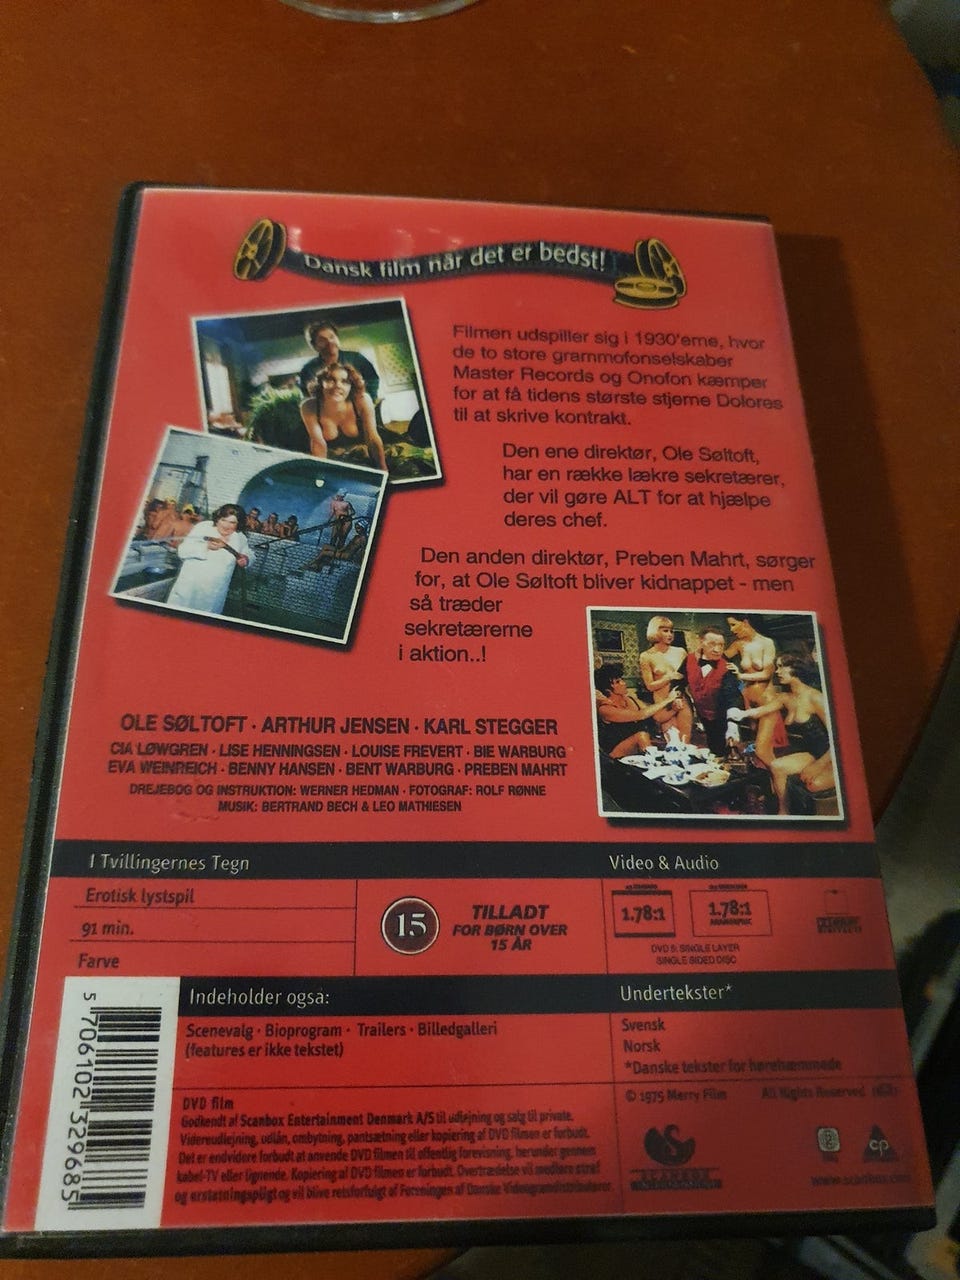 Dansk film når det er bedst!
Filmen udspiller sig i 1930'erne, hvor
de to store grammofonselskaber
Master Records og Onofon kæmper
for at få tidens største stjerne Dolores
til at skrive kontrakt.
Den ene direktør, Ole Søltoft,
har en række lækre sekretærer,
der vil gøre ALT for at hjælpe
deres chef.
Den anden direktør, Preben Mahrt, sørger
for, at Ole Søltoft bliver kidnappet - men
så træder
sekretærerne
i aktion..!
OLE SØLTOFT · ARTHUR JENSEN · KARL STEGGER
CIA LØWGREN · LISE HENNINGSEN · LOUISE FREVERT · BIE WARBURG
EVA WEINREICH · BENNY HANSEN · BENT WARBURG · PREBEN MAHRT
DREJEBOG OG INSTRUKTION: WERNER HEDMAN · FOTOGRAF: ROLF RØNNE
MUSIK: BERTRAND BECH & LEO MATHIESEN
I Tvillingernes Tegn
Erotisk lystspil
91 min.
Farve
15
TILLADT
FOR BØRN OVER
15 ÅR
Video & Audio
1.78:1
1.78:1
ANAMORPHIC
DVD 5: SINGLE LAYER
SINGLE SIDED DISC
Indeholder også:
Scenevalg · Bioprogram · Trailers · Billedgalleri
(features er ikke tekstet)
Undertekster*
Svensk
Norsk
*Danske tekster for hørehæmmede
© 1975 Merry Film All Rights Reserved
DVD film
Godkendt af Scanbox Entertainment Denmark A/S til udlejning og salg til private.
Videreudlejning, udlån, ombytning, pantsætning eller kopiering af DVD filmen er forbudt.
Det er endvidere forbudt at anvende DVD filmen til offentlig forevisning, herunder gennem
kabel-TV eller lignende. Kopiering af DVD filmen er forbudt. Overtrædelse vil medføre straf
og erstatningspligt og vil blive retsforfulgt af Foreningen af Danske Videogramdistributører.
SCANBOX
www.scanbox.com
5 706102 329685